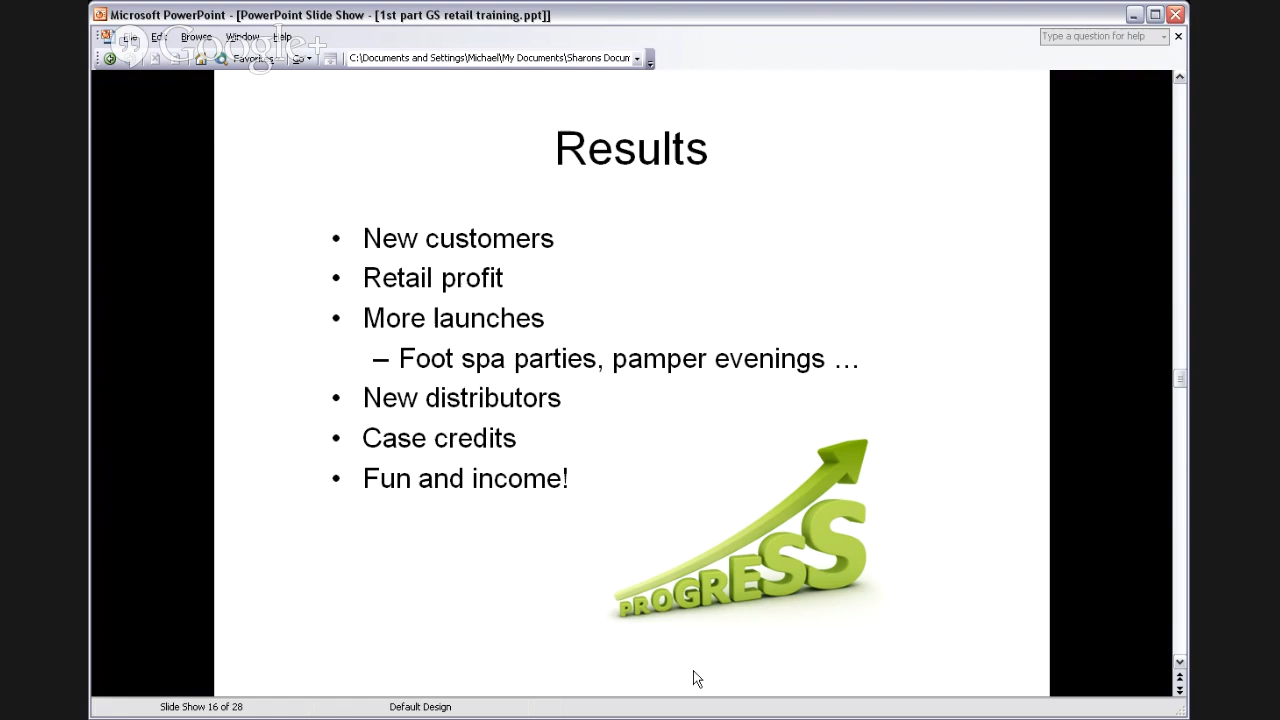 Microsoft PowerPoint - [PowerPoint Slide Show - [1st part GS retail training.ppt]]
File Edit Browse Window Help
Type a question for help
Google+
Favorites Go C:\Documents and Settings\Michael\My Documents\Sharons Docum
Results
• New customers
• Retail profit
• More launches
– Foot spa parties, pamper evenings …
• New distributors
• Case credits
• Fun and income!
PROGRESS
Slide Show 16 of 28 Default Design